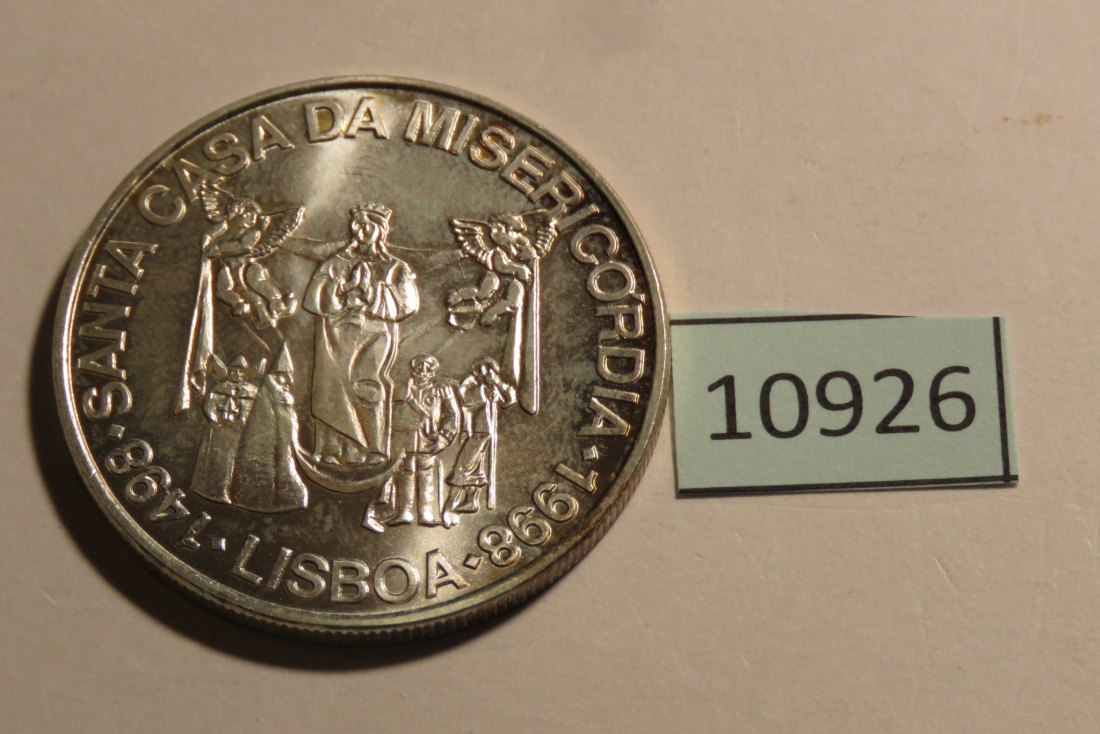 SANTA CASA DA MISERICORDIA · 1998 ·
1498 · LISBOA ·
10926